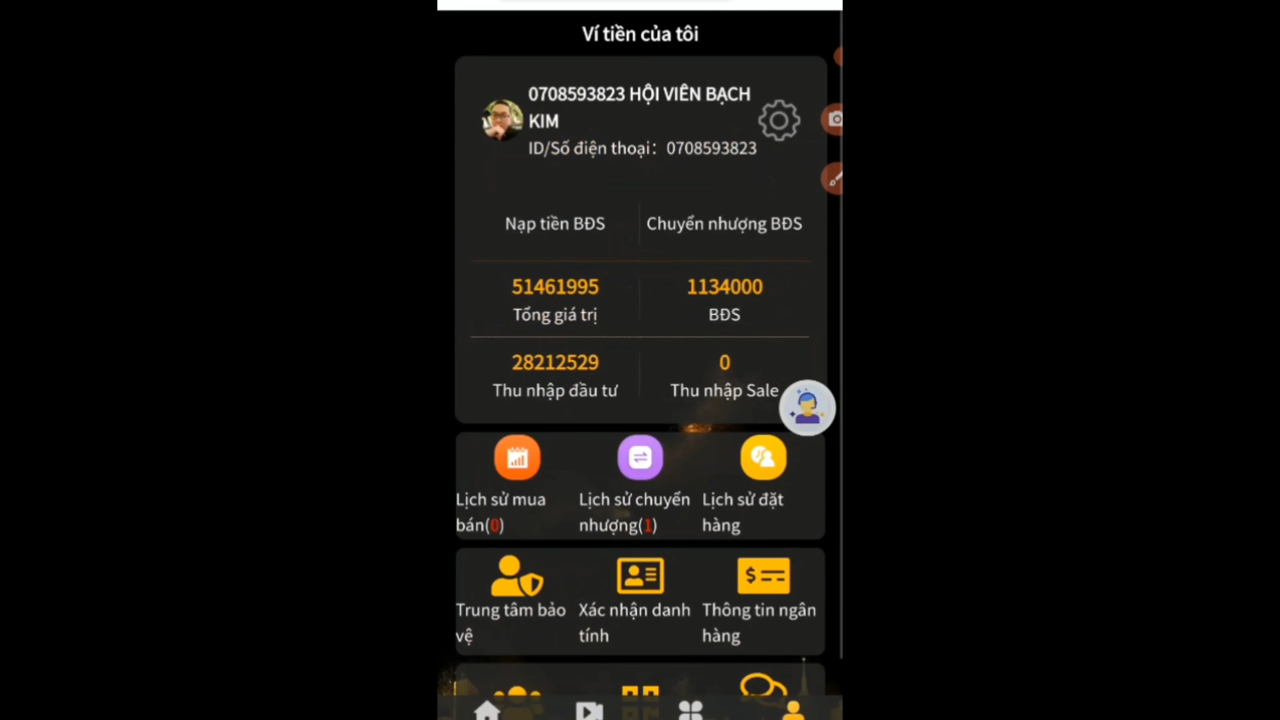 Ví tiền của tôi
0708593823 HỘI VIÊN BẠCH
KIM
ID/Số điện thoại: 0708593823
Nạp tiền BĐS
Chuyển nhượng BĐS
51461995
1134000
Tổng giá trị
BĐS
28212529
0
Thu nhập đầu tư
Thu nhập Sale
Lịch sử mua
bán(0)
Lịch sử chuyển
nhượng(1)
Lịch sử đặt
hàng
Trung tâm bảo
vệ
Xác nhận danh
tính
Thông tin ngân
hàng